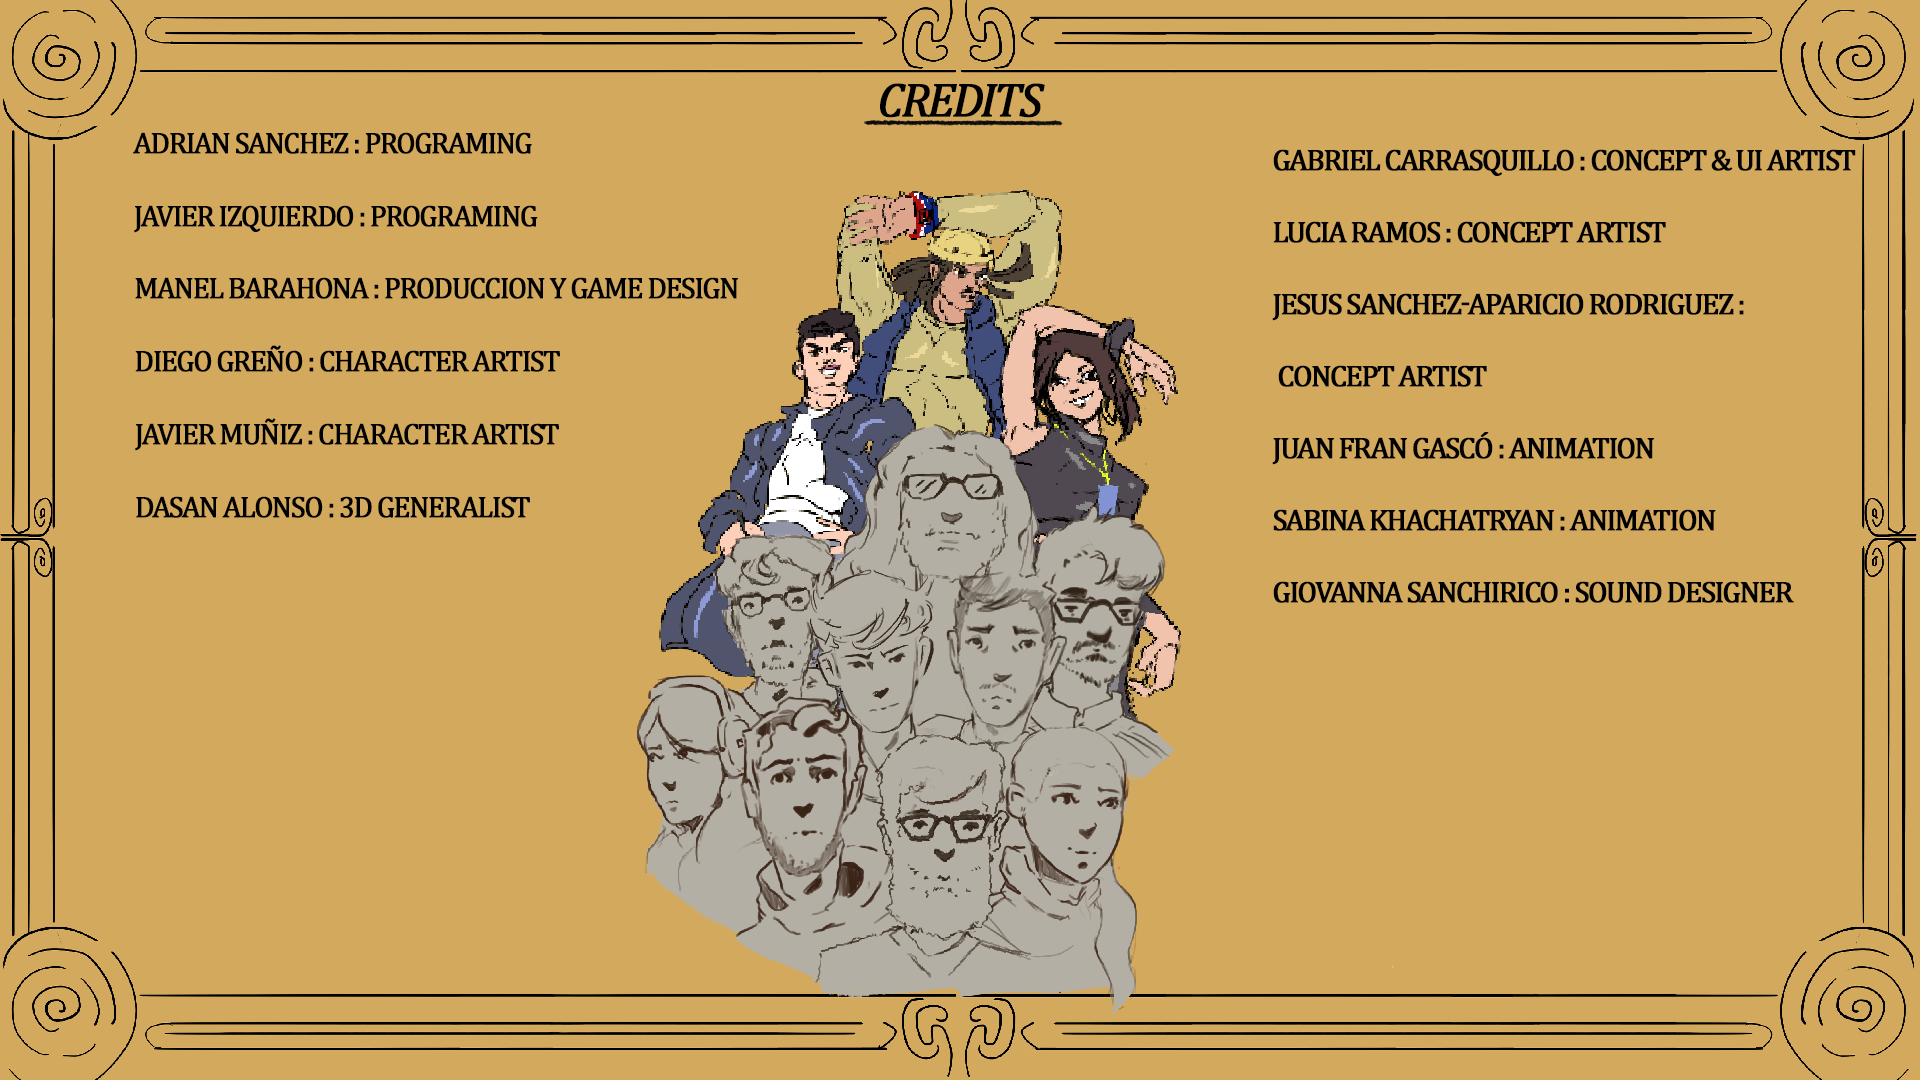 CREDITS
ADRIAN SANCHEZ : PROGRAMING
JAVIER IZQUIERDO : PROGRAMING
MANEL BARAHONA : PRODUCCION Y GAME DESIGN
DIEGO GREÑO : CHARACTER ARTIST
JAVIER MUÑIZ : CHARACTER ARTIST
DASAN ALONSO : 3D GENERALIST
GABRIEL CARRASQUILLO : CONCEPT & UI ARTIST
LUCIA RAMOS : CONCEPT ARTIST
JESUS SANCHEZ-APARICIO RODRIGUEZ :
CONCEPT ARTIST
JUAN FRAN GASCÓ : ANIMATION
SABINA KHACHATRYAN : ANIMATION
GIOVANNA SANCHIRICO : SOUND DESIGNER